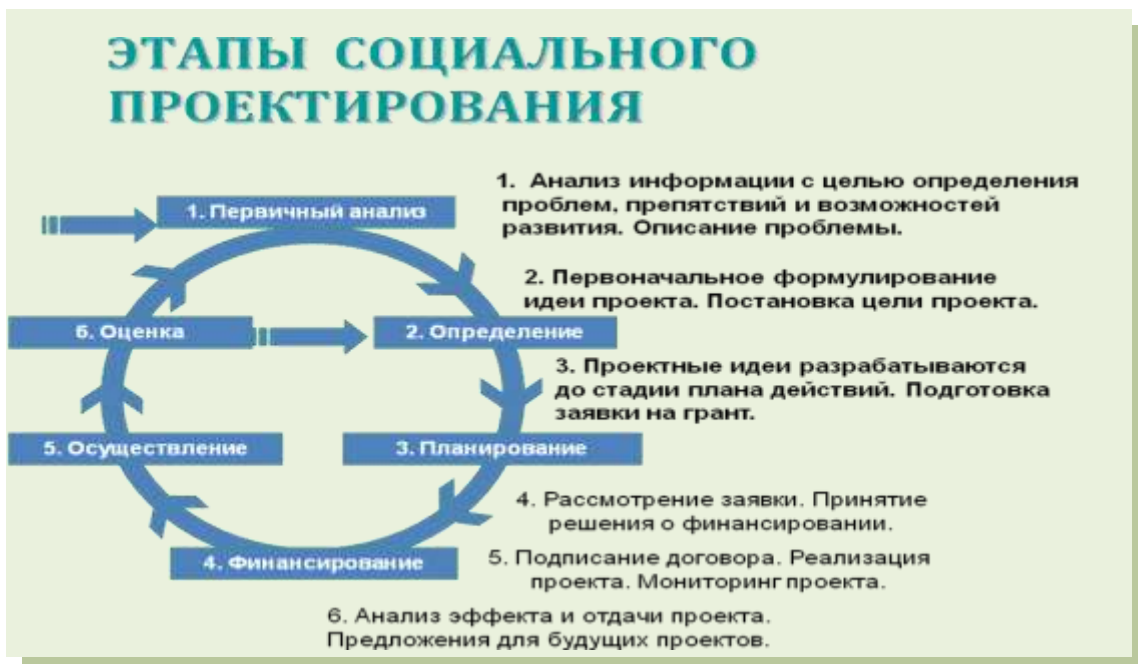 ЭТАПЫ СОЦИАЛЬНОГО
ПРОЕКТИРОВАНИЯ
1. Первичный анализ
6. Оценка
2. Определение
5. Осуществление
3. Планирование
4. Финансирование
1. Анализ информации с целью определения
проблем, препятствий и возможностей
развития. Описание проблемы.
2. Первоначальное формулирование
идеи проекта. Постановка цели проекта.
3. Проектные идеи разрабатываются
до стадии плана действий. Подготовка
заявки на грант.
4. Рассмотрение заявки. Принятие
решения о финансировании.
5. Подписание договора. Реализация
проекта. Мониторинг проекта.
6. Анализ эффекта и отдачи проекта.
Предложения для будущих проектов.